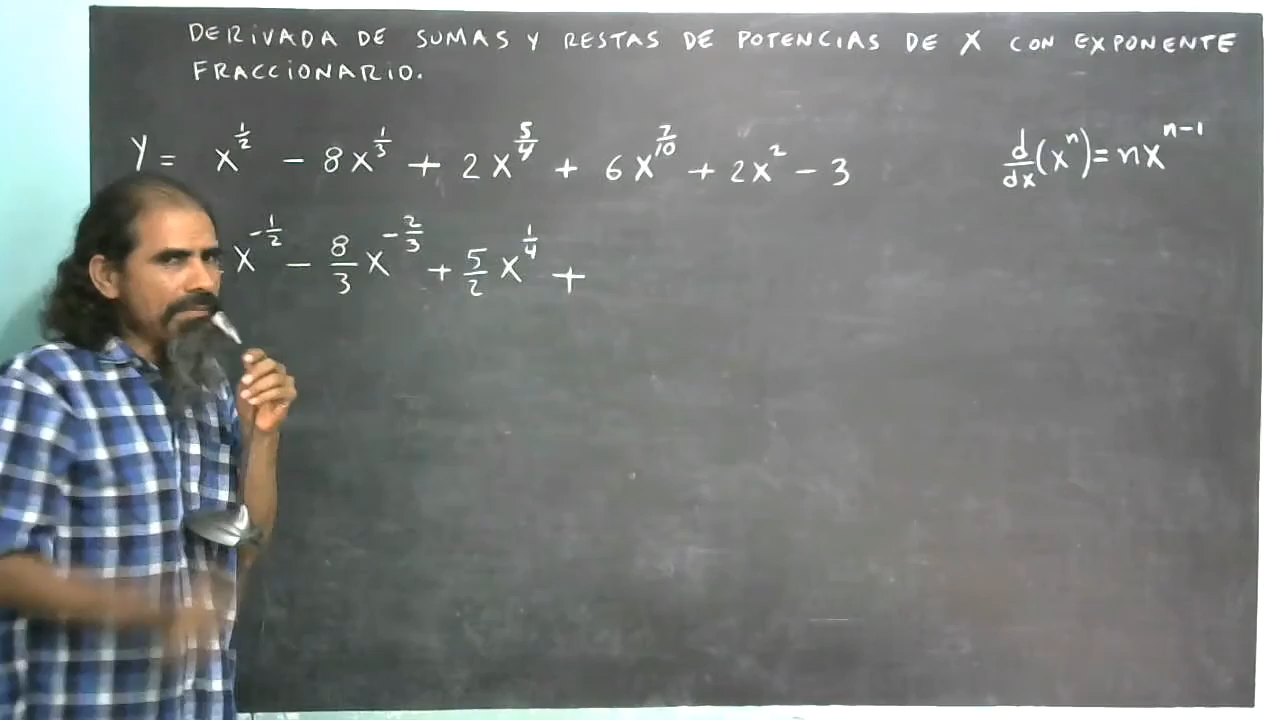 DERIVADA DE SUMAS Y RESTAS DE POTENCIAS DE X CON EXPONENTE
FRACCIONARIO.
Y = x^{1/2} - 8x^{1/3} + 2x^{5/4} + 6x^{7/10} + 2x^2 - 3
d/dx (x^n) = nx^{n-1}
x^{-1/2} - 8/3 x^{-2/3} + 5/2 x^{1/4} +